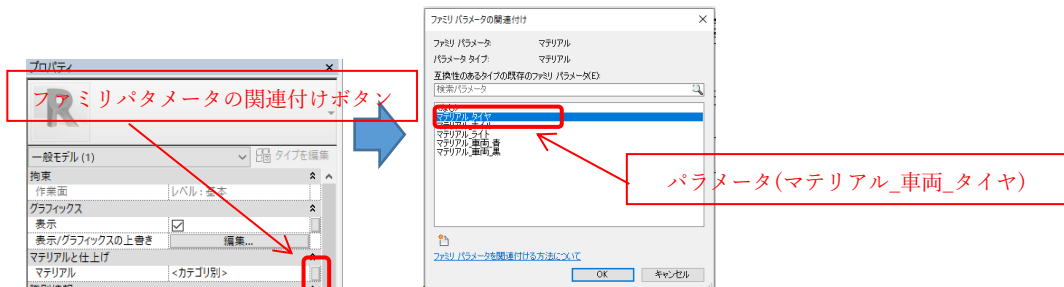 プロパティ
ファミリパタメータの関連付けボタン
R
一般モデル (1)
タイプを編集
拘束
作業面
レベル : 基本
グラフィックス
表示
表示/グラフィックスの上書き
編集...
マテリアルと仕上げ
マテリアル
<カテゴリ別>
ファミリ パラメータの関連付け
ファミリ パラメータ:
マテリアル
パラメータ タイプ:
マテリアル
互換性のあるタイプの既存のファミリ パラメータ(E):
検索パラメータ
マテリアル_タイヤ
マテリアル_ライト
マテリアル_車両_青
マテリアル_車両_黒
パラメータ(マテリアル_車両_タイヤ)
ファミリ パラメータを関連付ける方法について
OK
キャンセル